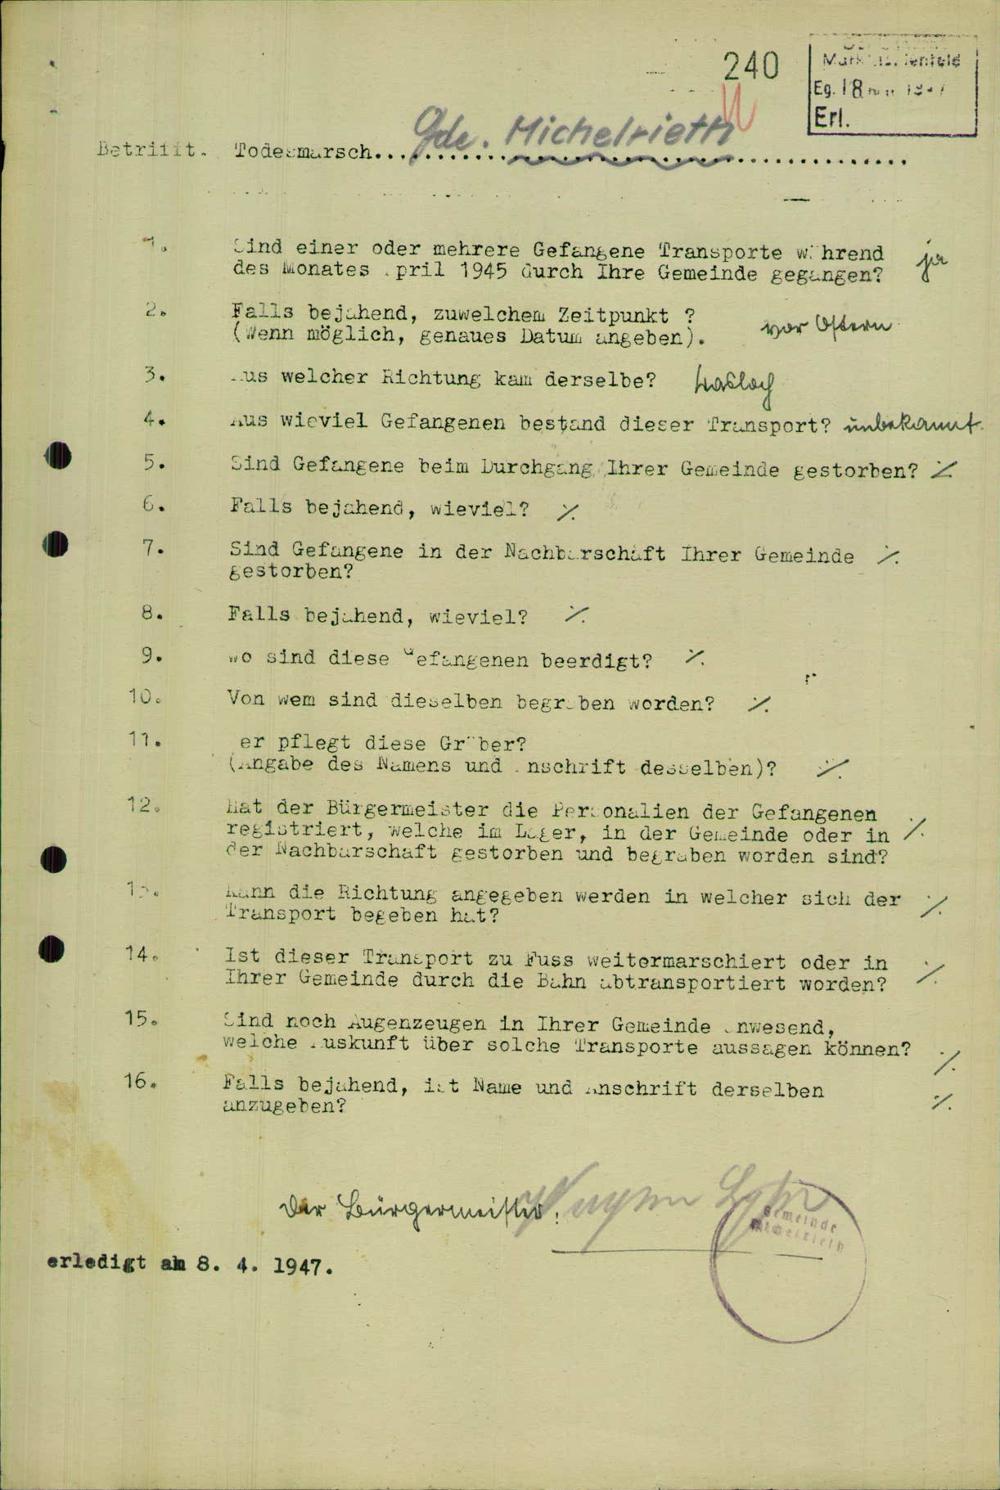 240
Marktheidenfeld
Eg. 18. 1947
Erl.
Gde. Michelrieth
Betrifft. Todesmarsch
1. Sind einer oder mehrere Gefangene Transporte während ja
des Monates April 1945 durch Ihre Gemeinde gegangen?
2. Falls bejahend, zuwelchem Zeitpunkt ?
(Wenn möglich, genaues Datum angeben). vor Ostern
3. Aus welcher Richtung kam derselbe? Hasloch
4. Aus wieviel Gefangenen bestand dieser Transport? unbekannt.
5. Sind Gefangene beim Durchgang Ihrer Gemeinde gestorben? ·/.
6. Falls bejahend, wieviel? ·/.
7. Sind Gefangene in der Nachbarschaft Ihrer Gemeinde ·/.
gestorben?
8. Falls bejahend, wieviel? ·/.
9. Wo sind diese Gefangenen beerdigt? ·/.
10. Von wem sind dieselben begraben worden? ·/.
11. er pflegt diese Gräber?
(Angabe des Namens und Anschrift desselben)? ·/.
12. Hat der Bürgermeister die Personalien der Gefangenen
registriert, welche im Lager, in der Gemeinde oder in ·/.
der Nachbarschaft gestorben und begraben worden sind?
13. Kann die Richtung angegeben werden in welcher sich der
Transport begeben hat? ·/.
14. Ist dieser Transport zu Fuss weitermarschiert oder in
Ihrer Gemeinde durch die Bahn abtransportiert worden? ·/.
15. Sind noch Augenzeugen in Ihrer Gemeinde anwesend,
welche Auskunft über solche Transporte aussagen können? ·/.
16. Falls bejahend, ist Name und Anschrift derselben
anzugeben? ·/.
Der Bürgermeister:
Gemeinde
Michelrieth
erledigt am 8. 4. 1947.